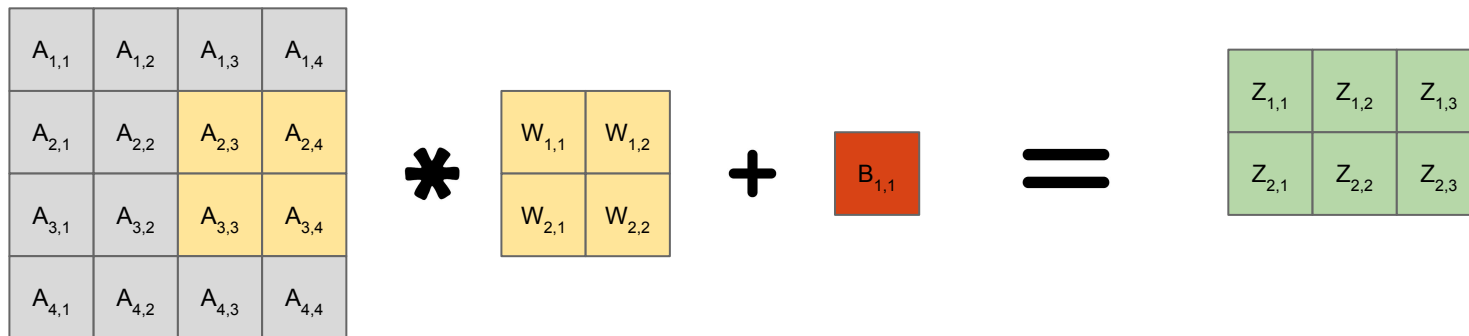 A1,1 A1,2 A1,3 A1,4
A2,1 A2,2 A2,3 A2,4
A3,1 A3,2 A3,3 A3,4
A4,1 A4,2 A4,3 A4,4
*
W1,1 W1,2
W2,1 W2,2
+
B1,1
=
Z1,1 Z1,2 Z1,3
Z2,1 Z2,2 Z2,3